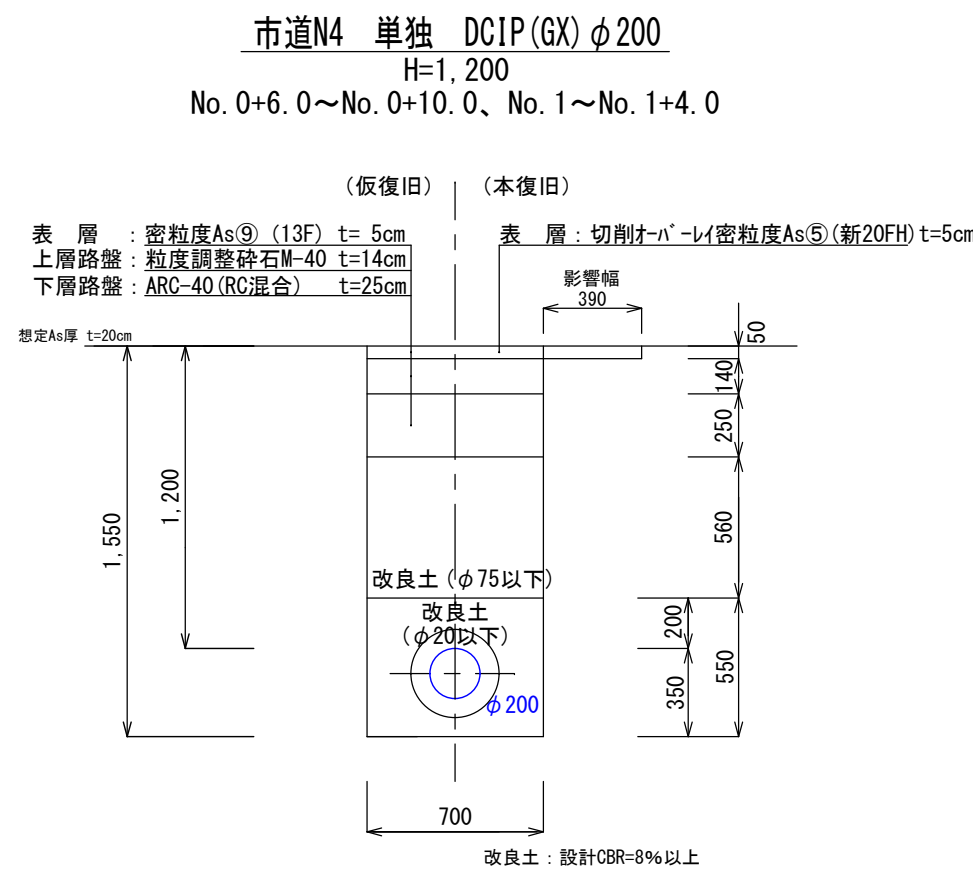 市道N4 単独 DCIP(GX)φ200
H=1,200
No.0+6.0～No.0+10.0、No.1～No.1+4.0
(仮復旧) (本復旧)
表 層 : 密粒度As⑨ (13F) t= 5cm
上層路盤 : 粒度調整砕石M-40 t=14cm
下層路盤 : ARC-40(RC混合) t=25cm
表 層 : 切削ｵｰﾊﾞｰﾚｲ密粒度As⑤(新20FH) t=5cm
影響幅
390
想定As厚 t=20cm
50
140
250
1,200
1,550
560
改良土(φ75以下)
改良土
(φ20以下)
200
550
350
φ200
700
改良土：設計CBR=8%以上